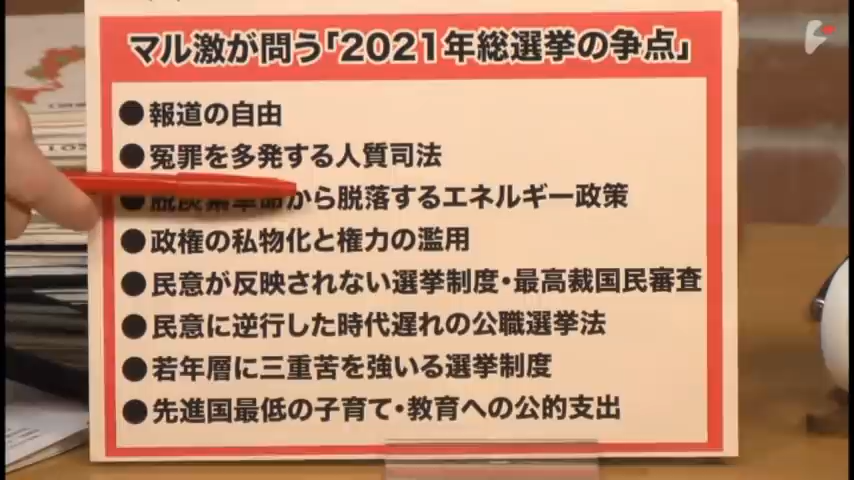 マル激が問う「2021年総選挙の争点」
●報道の自由
●冤罪を多発する人質司法
●脱炭素革命から脱落するエネルギー政策
●政権の私物化と権力の濫用
●民意が反映されない選挙制度・最高裁国民審査
●民意に逆行した時代遅れの公職選挙法
●若年層に三重苦を強いる選挙制度
●先進国最低の子育て・教育への公的支出